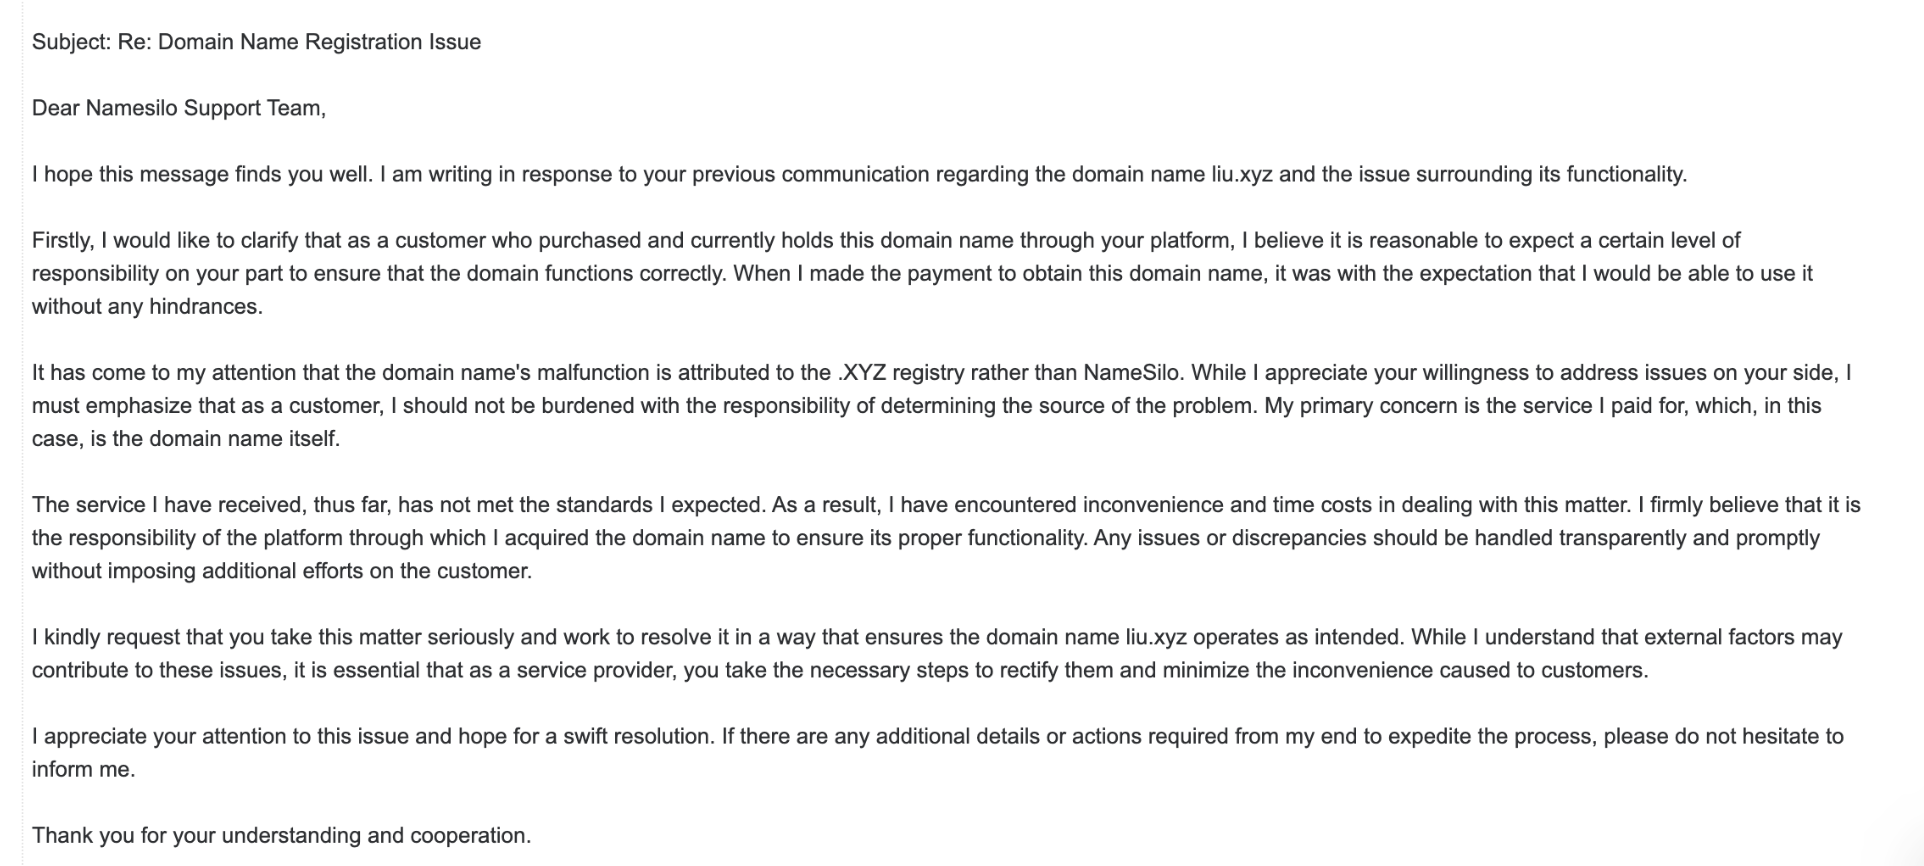 Subject: Re: Domain Name Registration Issue
Dear Namesilo Support Team,
I hope this message finds you well. I am writing in response to your previous communication regarding the domain name liu.xyz and the issue surrounding its functionality.
Firstly, I would like to clarify that as a customer who purchased and currently holds this domain name through your platform, I believe it is reasonable to expect a certain level of
responsibility on your part to ensure that the domain functions correctly. When I made the payment to obtain this domain name, it was with the expectation that I would be able to use it
without any hindrances.
It has come to my attention that the domain name's malfunction is attributed to the .XYZ registry rather than NameSilo. While I appreciate your willingness to address issues on your side, I
must emphasize that as a customer, I should not be burdened with the responsibility of determining the source of the problem. My primary concern is the service I paid for, which, in this
case, is the domain name itself.
The service I have received, thus far, has not met the standards I expected. As a result, I have encountered inconvenience and time costs in dealing with this matter. I firmly believe that it is
the responsibility of the platform through which I acquired the domain name to ensure its proper functionality. Any issues or discrepancies should be handled transparently and promptly
without imposing additional efforts on the customer.
I kindly request that you take this matter seriously and work to resolve it in a way that ensures the domain name liu.xyz operates as intended. While I understand that external factors may
contribute to these issues, it is essential that as a service provider, you take the necessary steps to rectify them and minimize the inconvenience caused to customers.
I appreciate your attention to this issue and hope for a swift resolution. If there are any additional details or actions required from my end to expedite the process, please do not hesitate to
inform me.
Thank you for your understanding and cooperation.